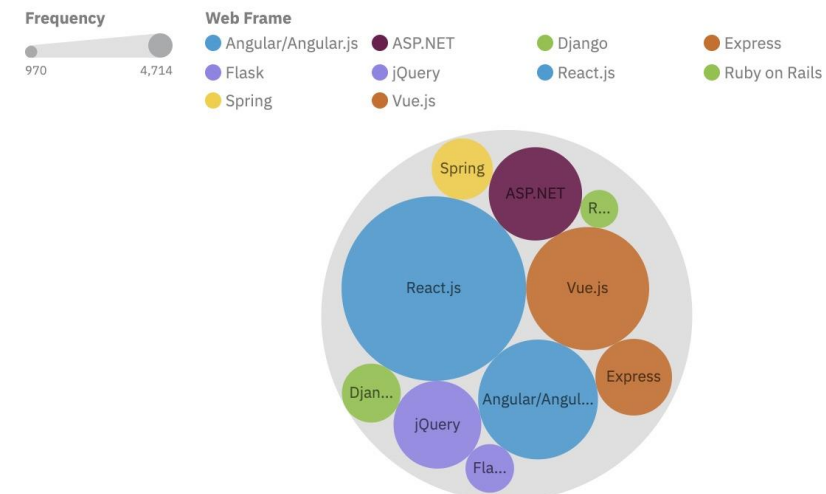 Frequency
970 4,714
Web Frame
Angular/Angular.js ASP.NET Django Express
Flask jQuery React.js Ruby on Rails
Spring Vue.js
Spring
ASP.NET
R...
React.js
Vue.js
Express
Djan...
Angular/Angul...
jQuery
Fla...